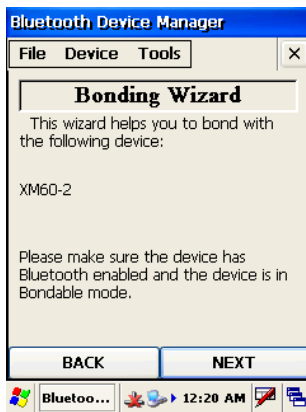 Bluetooth Device Manager
File Device Tools ×
Bonding Wizard
This wizard helps you to bond with
the following device:
XM60-2
Please make sure the device has
Bluetooth enabled and the device is in
Bondable mode.
BACK NEXT
Bluetoo... 12:20 AM